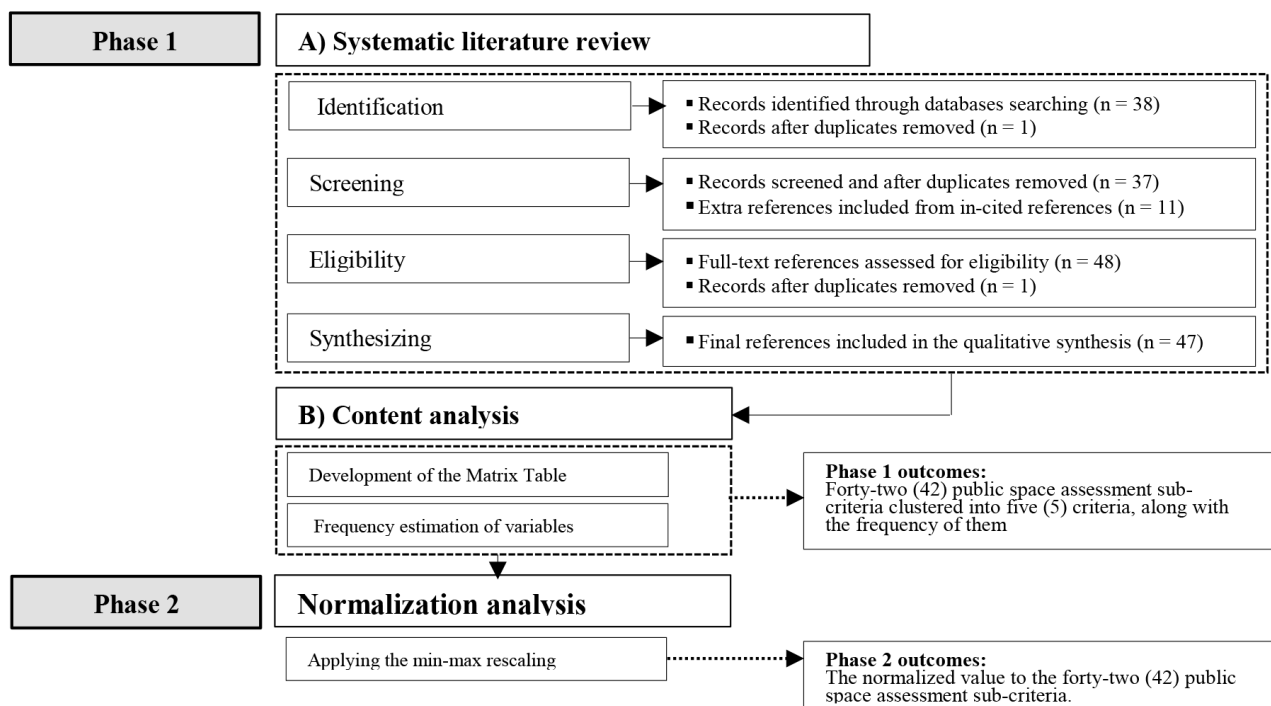 Phase 1
A) Systematic literature review
Identification
▪ Records identified through databases searching (n = 38)
▪ Records after duplicates removed (n = 1)
Screening
▪ Records screened and after duplicates removed (n = 37)
▪ Extra references included from in-cited references (n = 11)
Eligibility
▪ Full-text references assessed for eligibility (n = 48)
▪ Records after duplicates removed (n = 1)
Synthesizing
▪ Final references included in the qualitative synthesis (n = 47)
B) Content analysis
Development of the Matrix Table
Frequency estimation of variables
Phase 1 outcomes:
Forty-two (42) public space assessment sub-
criteria clustered into five (5) criteria, along with
the frequency of them
Phase 2
Normalization analysis
Applying the min-max rescaling
Phase 2 outcomes:
The normalized value to the forty-two (42) public
space assessment sub-criteria.